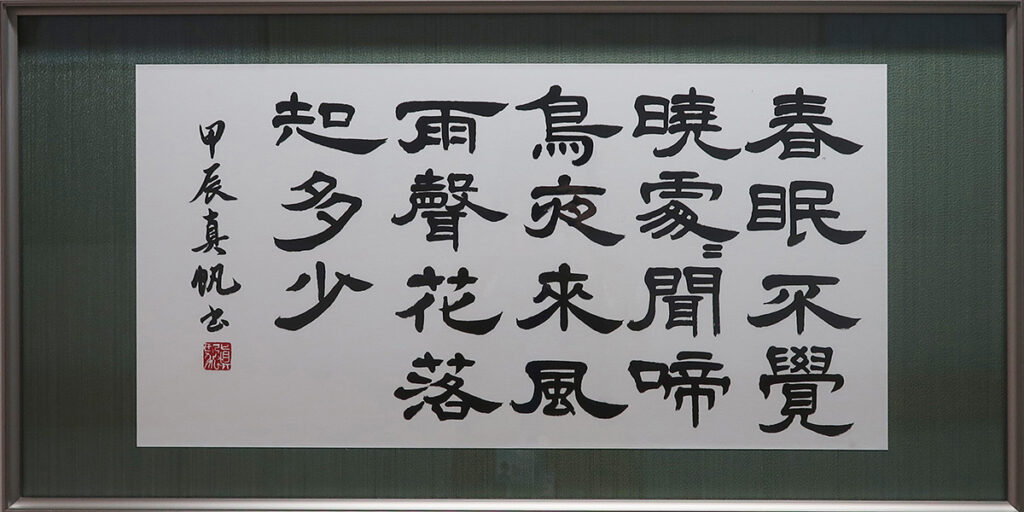 春眠不覺
曉處〻聞啼
鳥夜來風
雨聲花落
知多少
甲辰真帆书